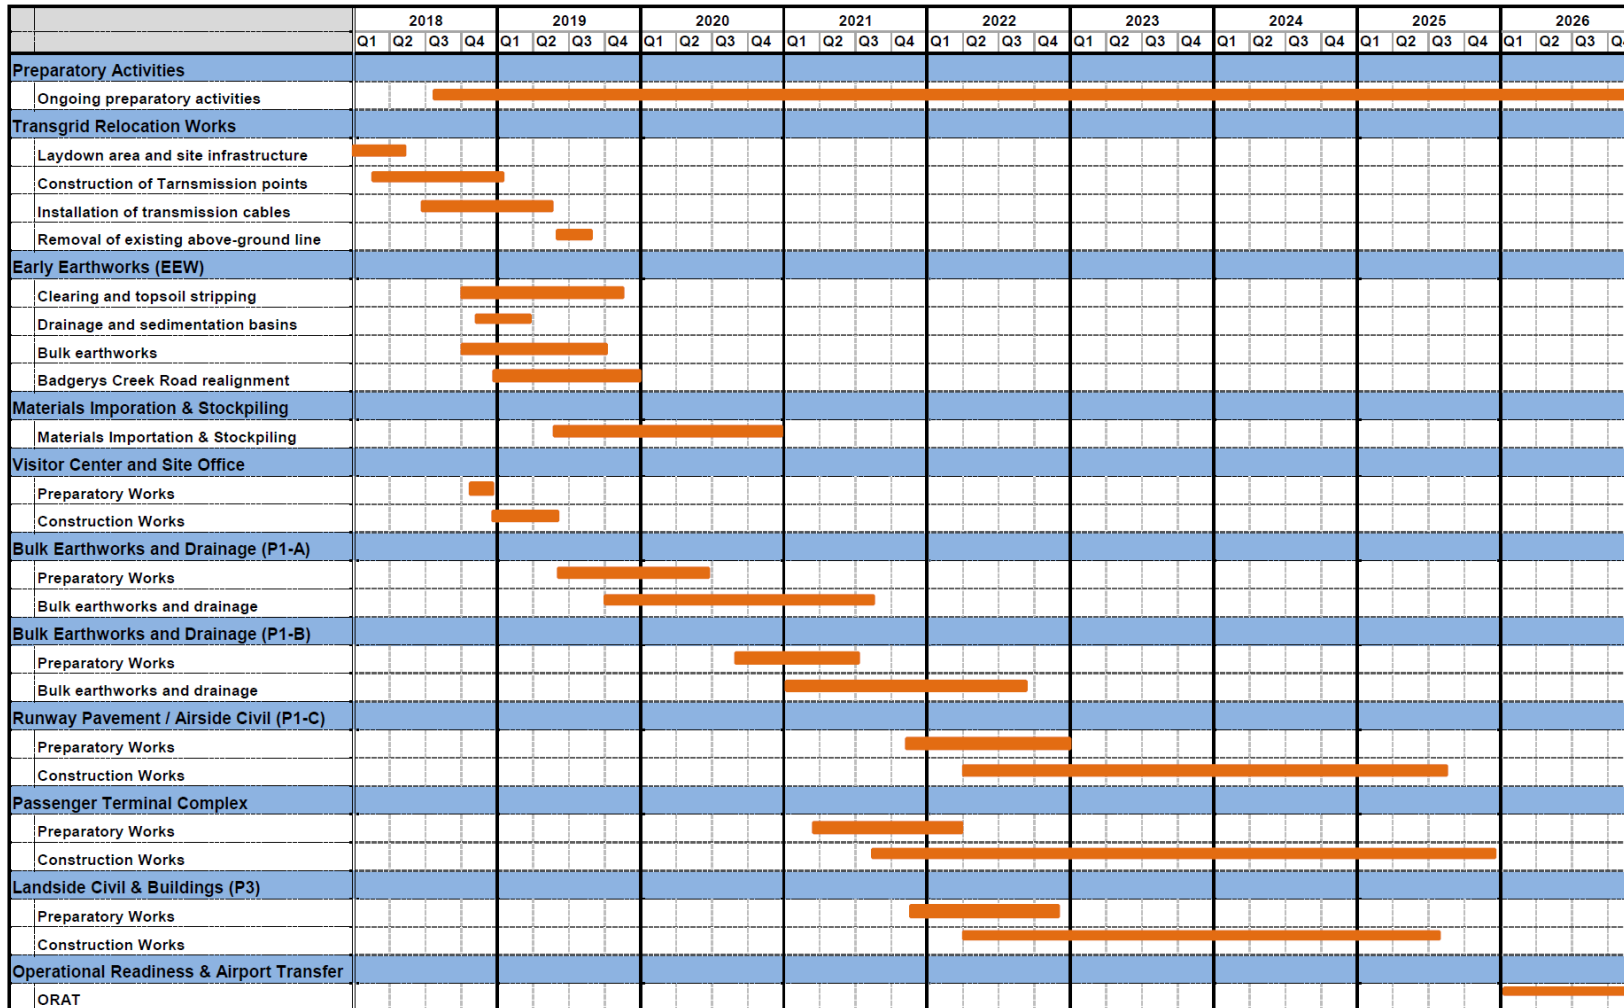 2018 2019 2020 2021 2022 2023 2024 2025 2026
Q1 Q2 Q3 Q4 Q1 Q2 Q3 Q4 Q1 Q2 Q3 Q4 Q1 Q2 Q3 Q4 Q1 Q2 Q3 Q4 Q1 Q2 Q3 Q4 Q1 Q2 Q3 Q4 Q1 Q2 Q3 Q4 Q1 Q2 Q3
Preparatory Activities
Ongoing preparatory activities
Transgrid Relocation Works
Laydown area and site infrastructure
Construction of Tarnsmission points
Installation of transmission cables
Removal of existing above-ground line
Early Earthworks (EEW)
Clearing and topsoil stripping
Drainage and sedimentation basins
Bulk earthworks
Badgerys Creek Road realignment
Materials Imporation & Stockpiling
Materials Importation & Stockpiling
Visitor Center and Site Office
Preparatory Works
Construction Works
Bulk Earthworks and Drainage (P1-A)
Preparatory Works
Bulk earthworks and drainage
Bulk Earthworks and Drainage (P1-B)
Preparatory Works
Bulk earthworks and drainage
Runway Pavement / Airside Civil (P1-C)
Preparatory Works
Construction Works
Passenger Terminal Complex
Preparatory Works
Construction Works
Landside Civil & Buildings (P3)
Preparatory Works
Construction Works
Operational Readiness & Airport Transfer
ORAT